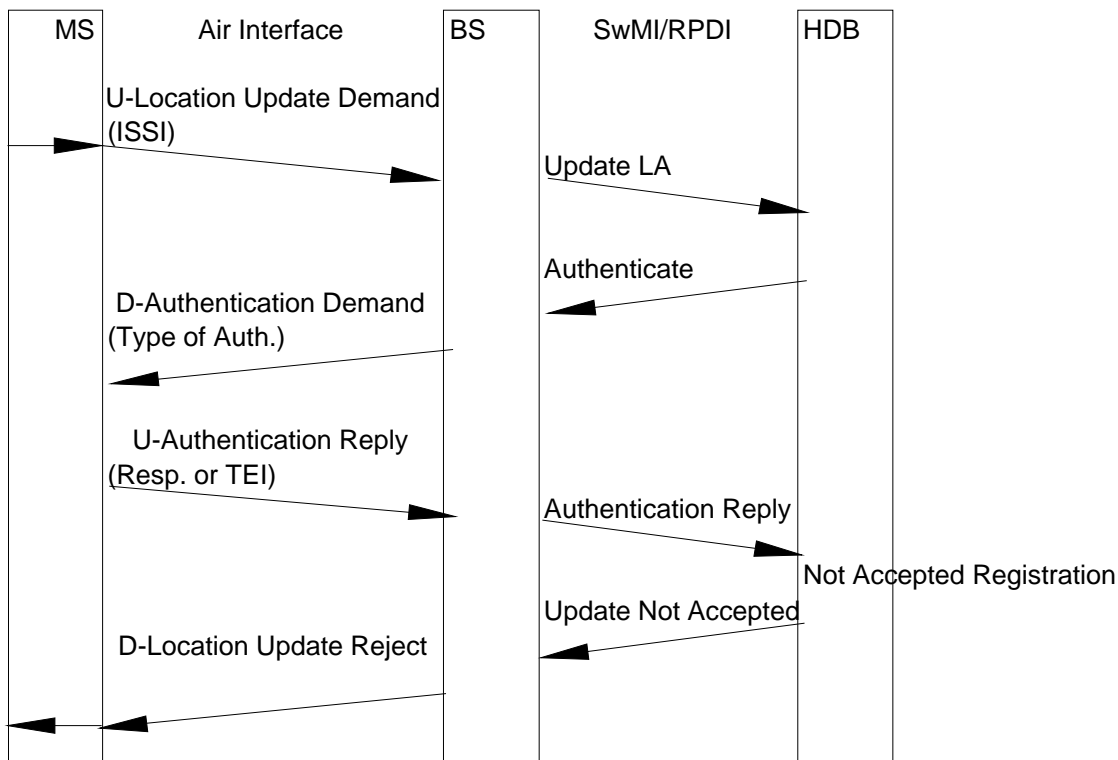 MS
Air Interface
BS
SwMI/RPDI
HDB
U-Location Update Demand
(ISSI)
Update LA
Authenticate
D-Authentication Demand
(Type of Auth.)
U-Authentication Reply
(Resp. or TEI)
Authentication Reply
Not Accepted Registration
Update Not Accepted
D-Location Update Reject